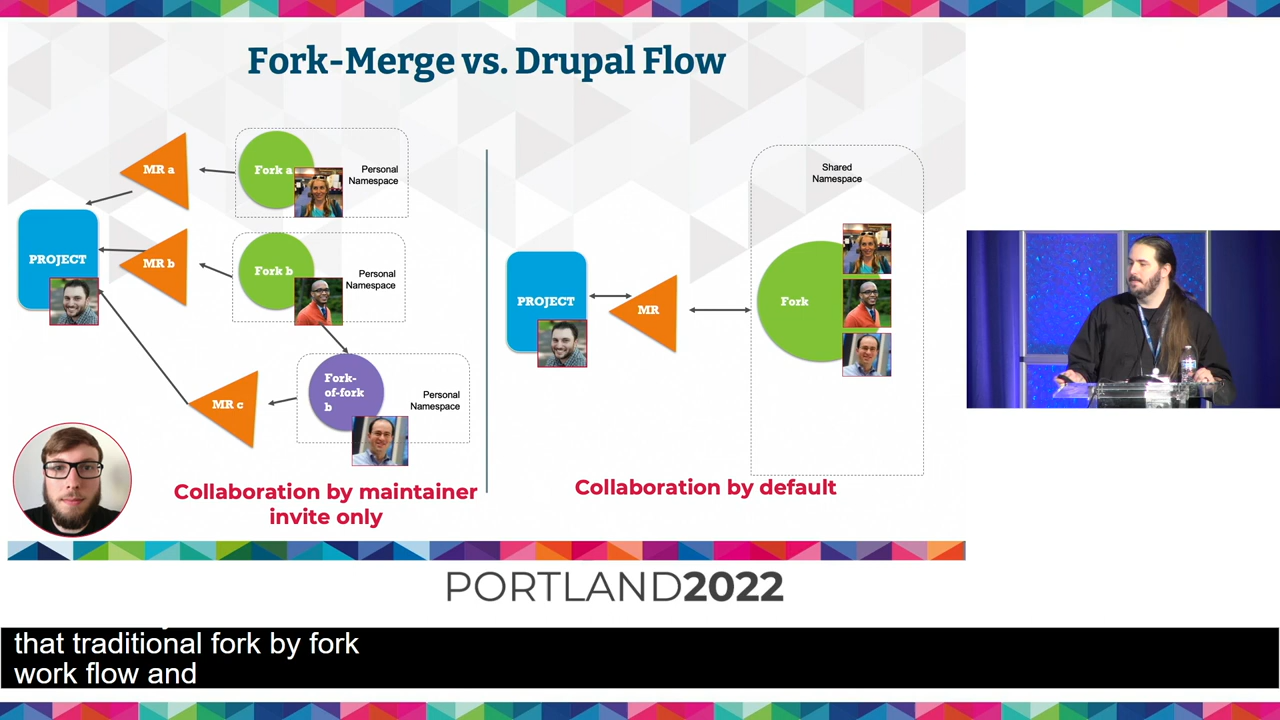 Fork-Merge vs. Drupal Flow
MR a
Fork a
Personal
Namespace
PROJECT
MR b
Fork b
Personal
Namespace
MR c
Fork-
of-fork
b
Personal
Namespace
Collaboration by maintainer
invite only
Shared
Namespace
PROJECT
MR
Fork
Collaboration by default
PORTLAND2022
that traditional fork by fork
work flow and